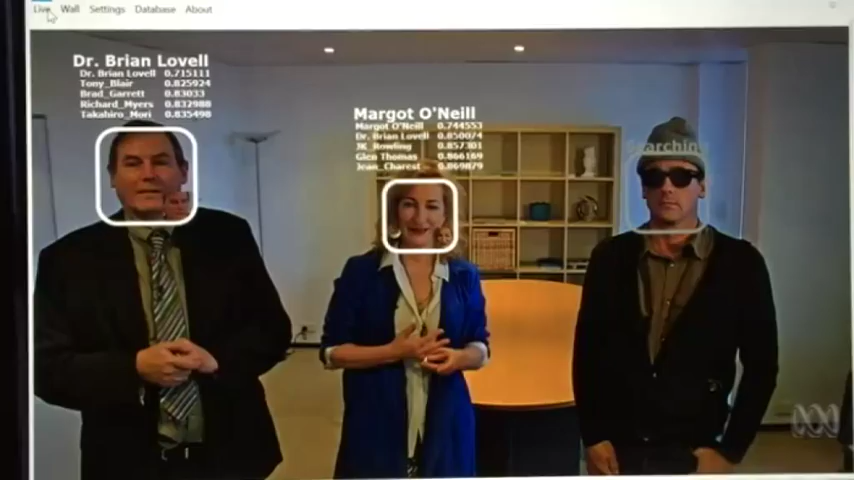 Live Wall Settings Database About
Dr. Brian Lovell
Dr. Brian Lovell 0.715111
Tony_Blair 0.825924
Brad_Garrett 0.83033
Richard_Myers 0.832988
Takahiro_Mori 0.835498
Margot O'Neill
Margot O'Neill 0.744553
Dr. Brian Lovell 0.850074
JK_Rowling 0.857301
Glen Thomas 0.866169
Jean_Charest 0.869879
Searching